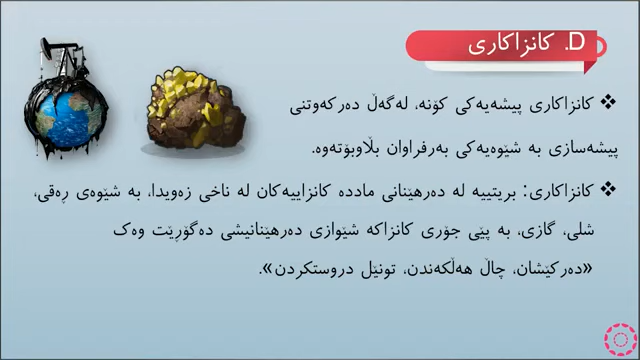 D. کانزاکاری
❖ کانزاکاری پیشەیەکی کۆنە، لەگەڵ دەرکەوتنی
پیشەسازی بە شێوەیەکی بەرفراوان بڵاوبۆتەوە.
❖ کانزاکاری: بریتییە لە دەرهێنانی ماددە کانزاییەکان لە ناخی زەویدا، بە شێوەی ڕەقی،
شلی، گازی، بە پێی جۆری کانزاکە شێوازی دەرهێنانیشی دەگۆڕێت وەک
«دەرکێشان، چاڵ هەڵکەندن، تونێل دروستکردن».